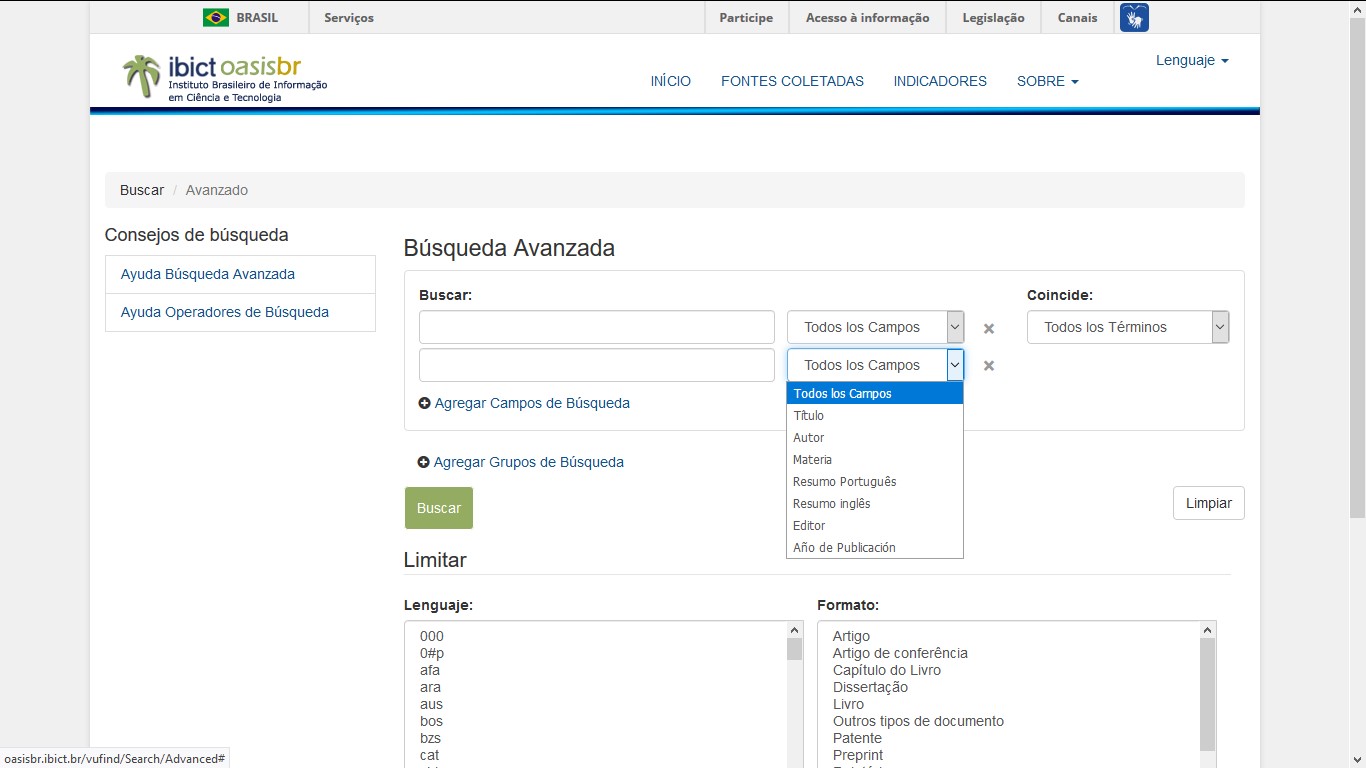 BRASIL Serviços Participe Acesso à informação Legislação Canais
Lenguaje
ibict oasisbr
Instituto Brasileiro de Informação
em Ciência e Tecnologia
INÍCIO FONTES COLETADAS INDICADORES SOBRE
Buscar / Avanzado
Consejos de búsqueda
Ayuda Búsqueda Avanzada
Ayuda Operadores de Búsqueda
Búsqueda Avanzada
Buscar: Coincide:
Todos los Campos Todos los Términos
Todos los Campos
Todos los Campos
Título
Autor
Materia
Resumo Português
Resumo inglês
Editor
Año de Publicación
Agregar Campos de Búsqueda
Agregar Grupos de Búsqueda
Buscar Limpiar
Limitar
Lenguaje:
000
0#p
afa
ara
aus
bos
bzs
cat
Formato:
Artigo
Artigo de conferência
Capítulo do Livro
Dissertação
Livro
Outros tipos de documento
Patente
Preprint
oasisbr.ibict.br/vufind/Search/Advanced#